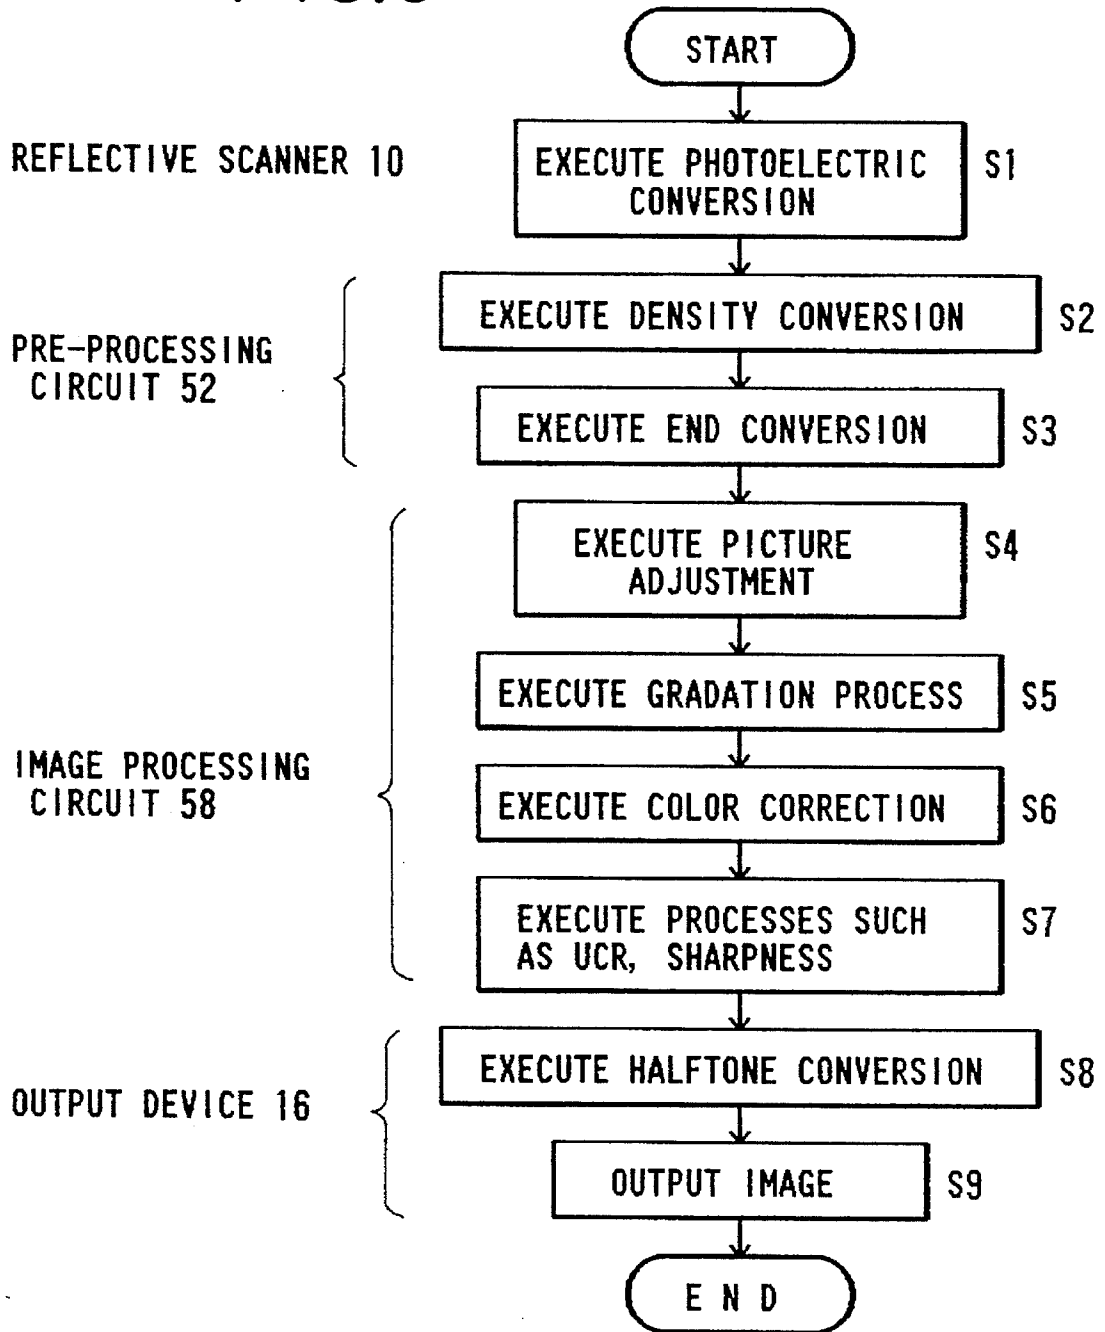 START
REFLECTIVE SCANNER 10
EXECUTE PHOTOELECTRIC
CONVERSION
S1
EXECUTE DENSITY CONVERSION
S2
PRE-PROCESSING
CIRCUIT 52
EXECUTE END CONVERSION
S3
EXECUTE PICTURE
ADJUSTMENT
S4
EXECUTE GRADATION PROCESS
S5
IMAGE PROCESSING
CIRCUIT 58
EXECUTE COLOR CORRECTION
S6
EXECUTE PROCESSES SUCH
AS UCR, SHARPNESS
S7
EXECUTE HALFTONE CONVERSION
S8
OUTPUT DEVICE 16
OUTPUT IMAGE
S9
END